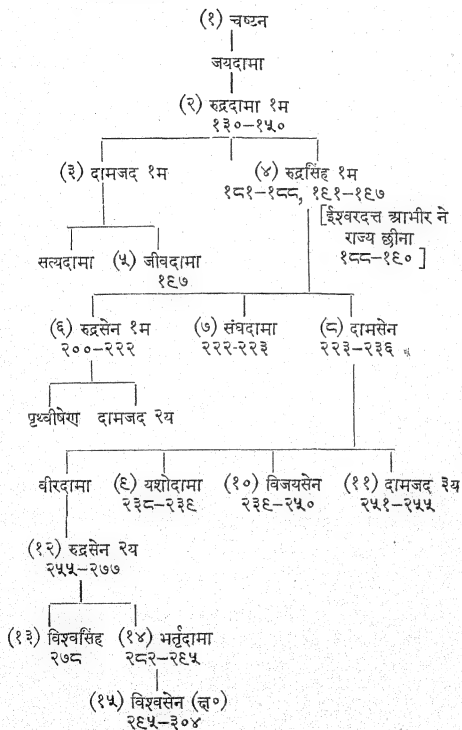 (१) चष्टन
जयदामा
(२) रुद्रदामा १म
१३०–१५०
(३) दामजद १म
(४) रुद्रसिंह १म
१८१–१८८, १९१–१९७
[ईश्वरदत्त आभीर ने
राज्य छीना
१८८–१९०]
सत्यदामा (५) जीवदामा
१९७
(६) रुद्रसेन १म (७) संघदामा (८) दामसेन
२००–२२२ २२२-२२३ २२३–२३६
पृथ्वीषेण दामजद २य
वीरदामा (९) यशोदामा (१०) विजयसेन (११) दामजद ३य
२३८–२३९ २३९–२५० २५१–२५५
(१२) रुद्रसेन २य
२५५–२७७
(१३) विश्वसिंह (१४) भर्तृदामा
२७८ २८२–२९५
(१५) विश्वसेन (क्ष०)
२९५–३०४